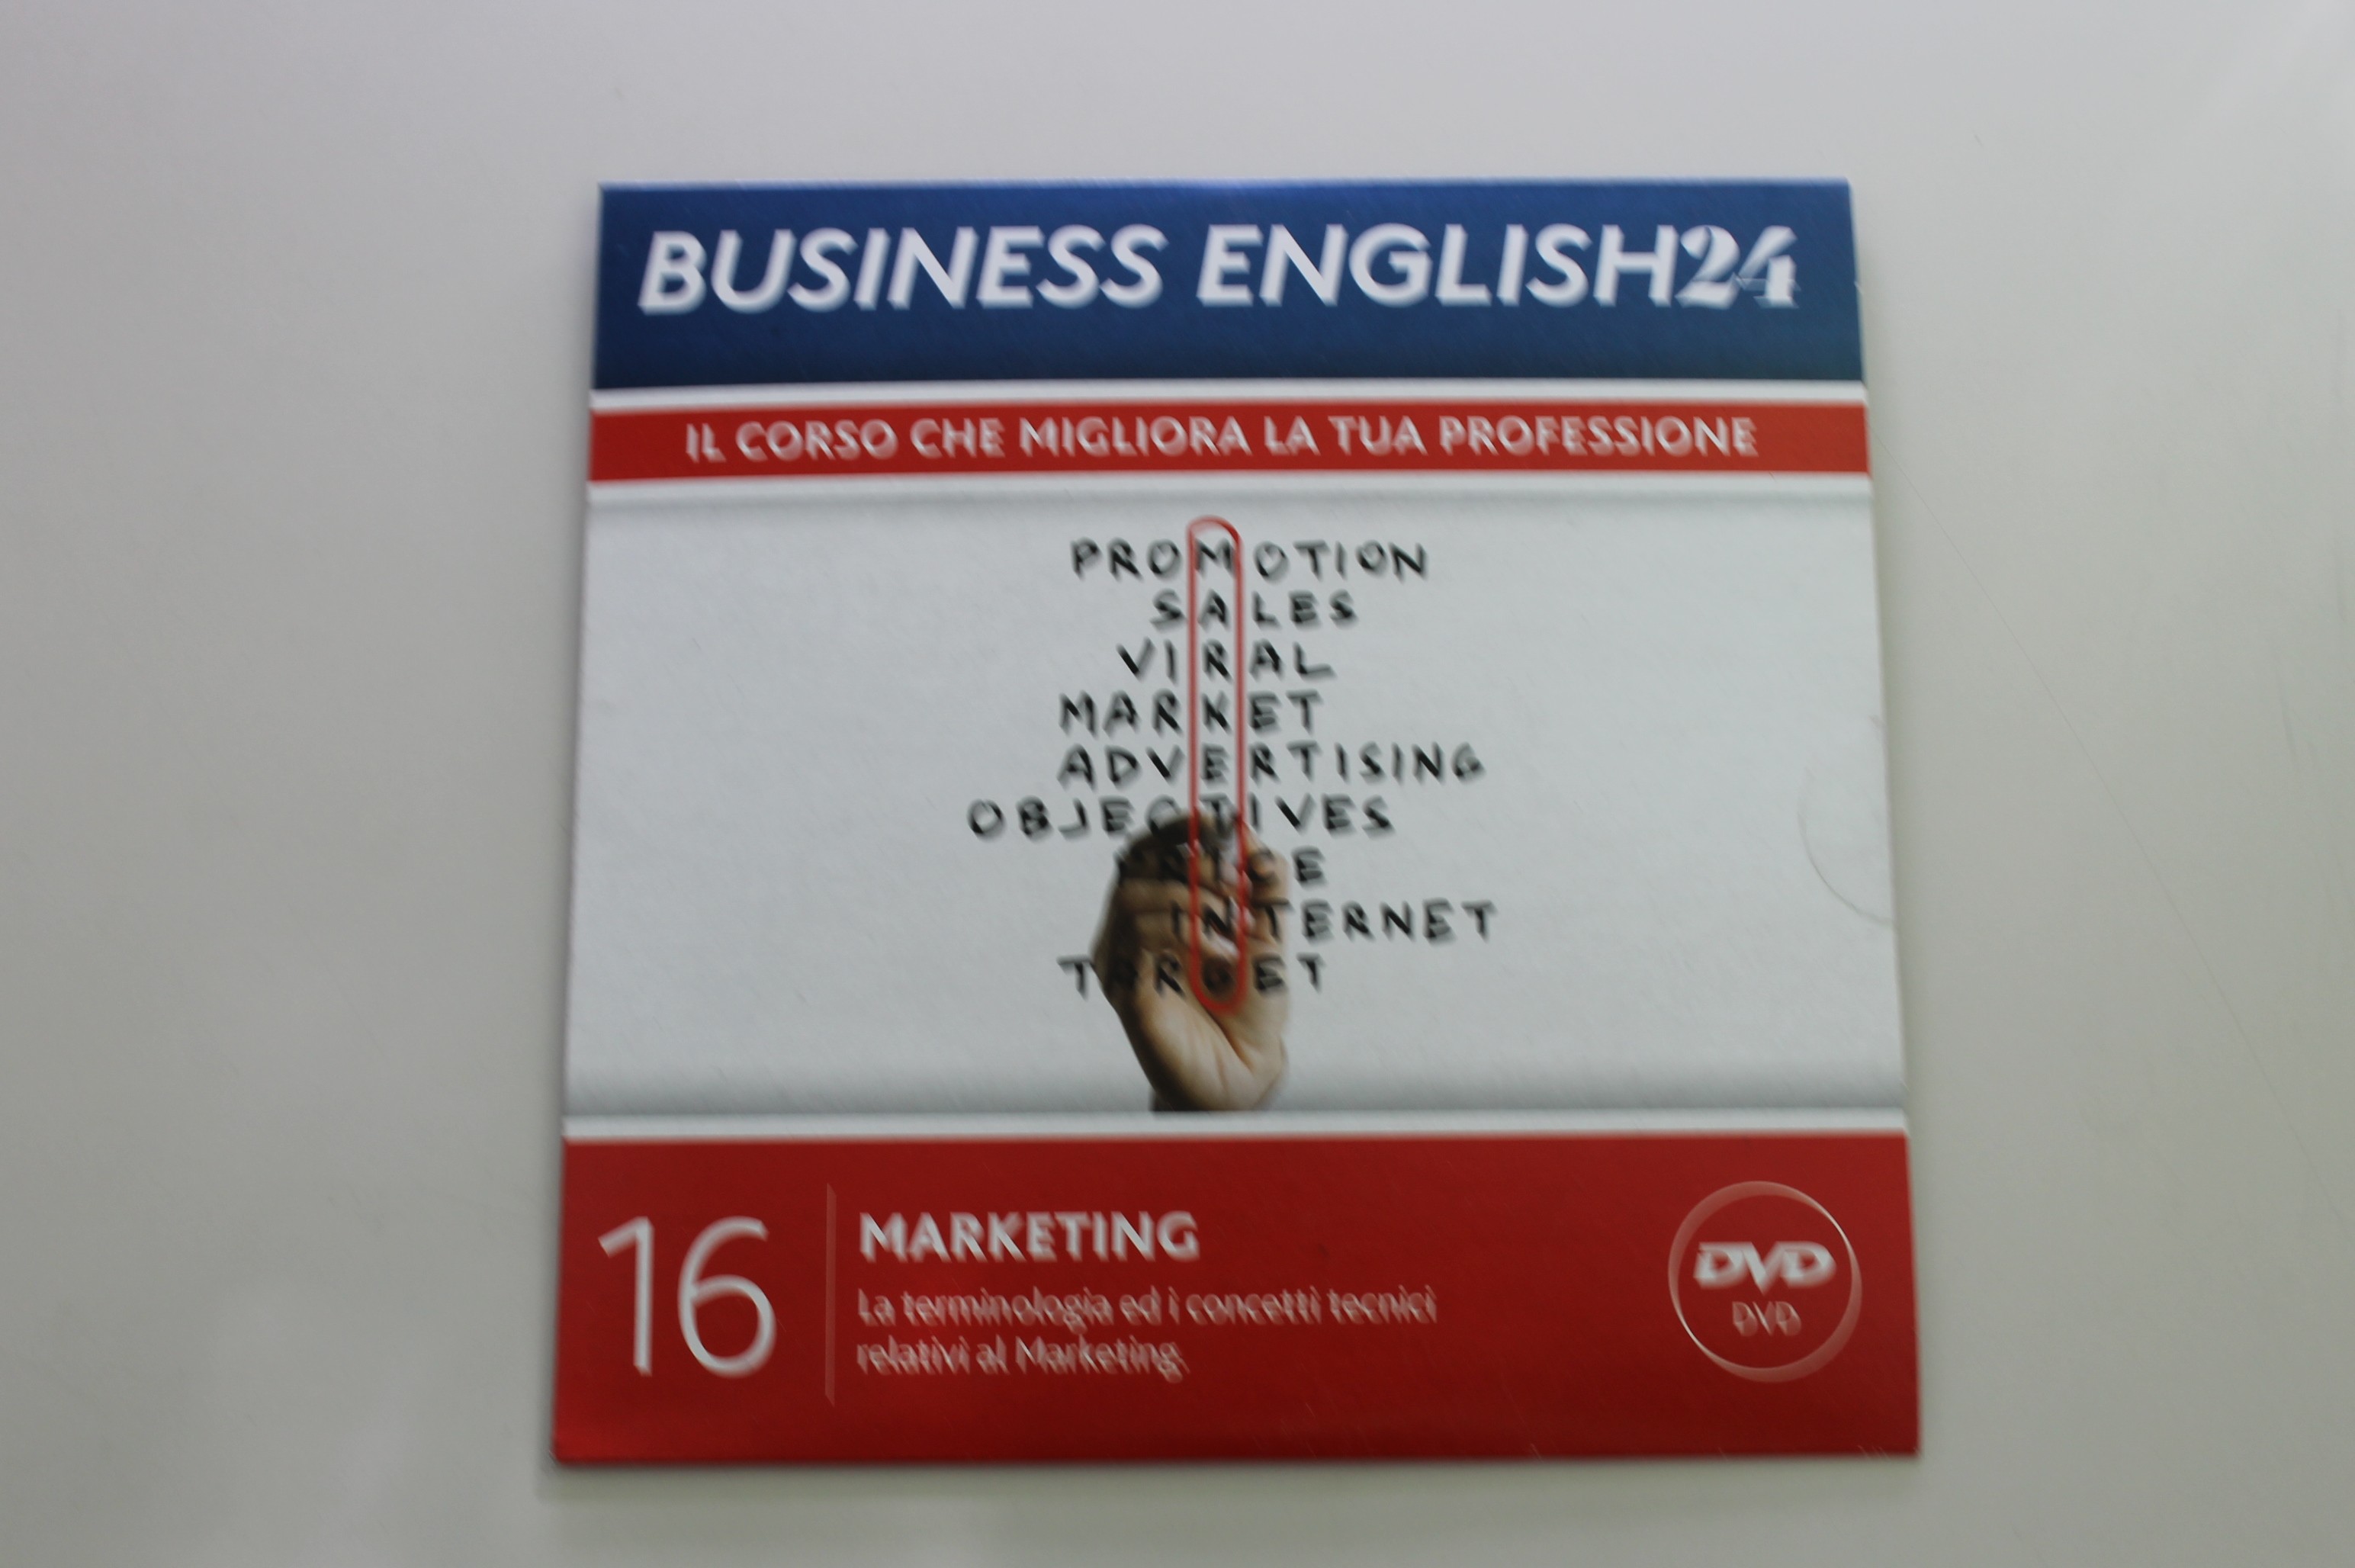 BUSINESS ENGLISH24
IL CORSO CHE MIGLIORA LA TUA PROFESSIONE
PROMOTION
SALES
VIRAL
MARKET
ADVERTISING
OBJECTIVES
PRICE
INTERNET
TARGET
16
MARKETING
La terminologia ed i concetti tecnici
relativi al Marketing.
DVD
DVD